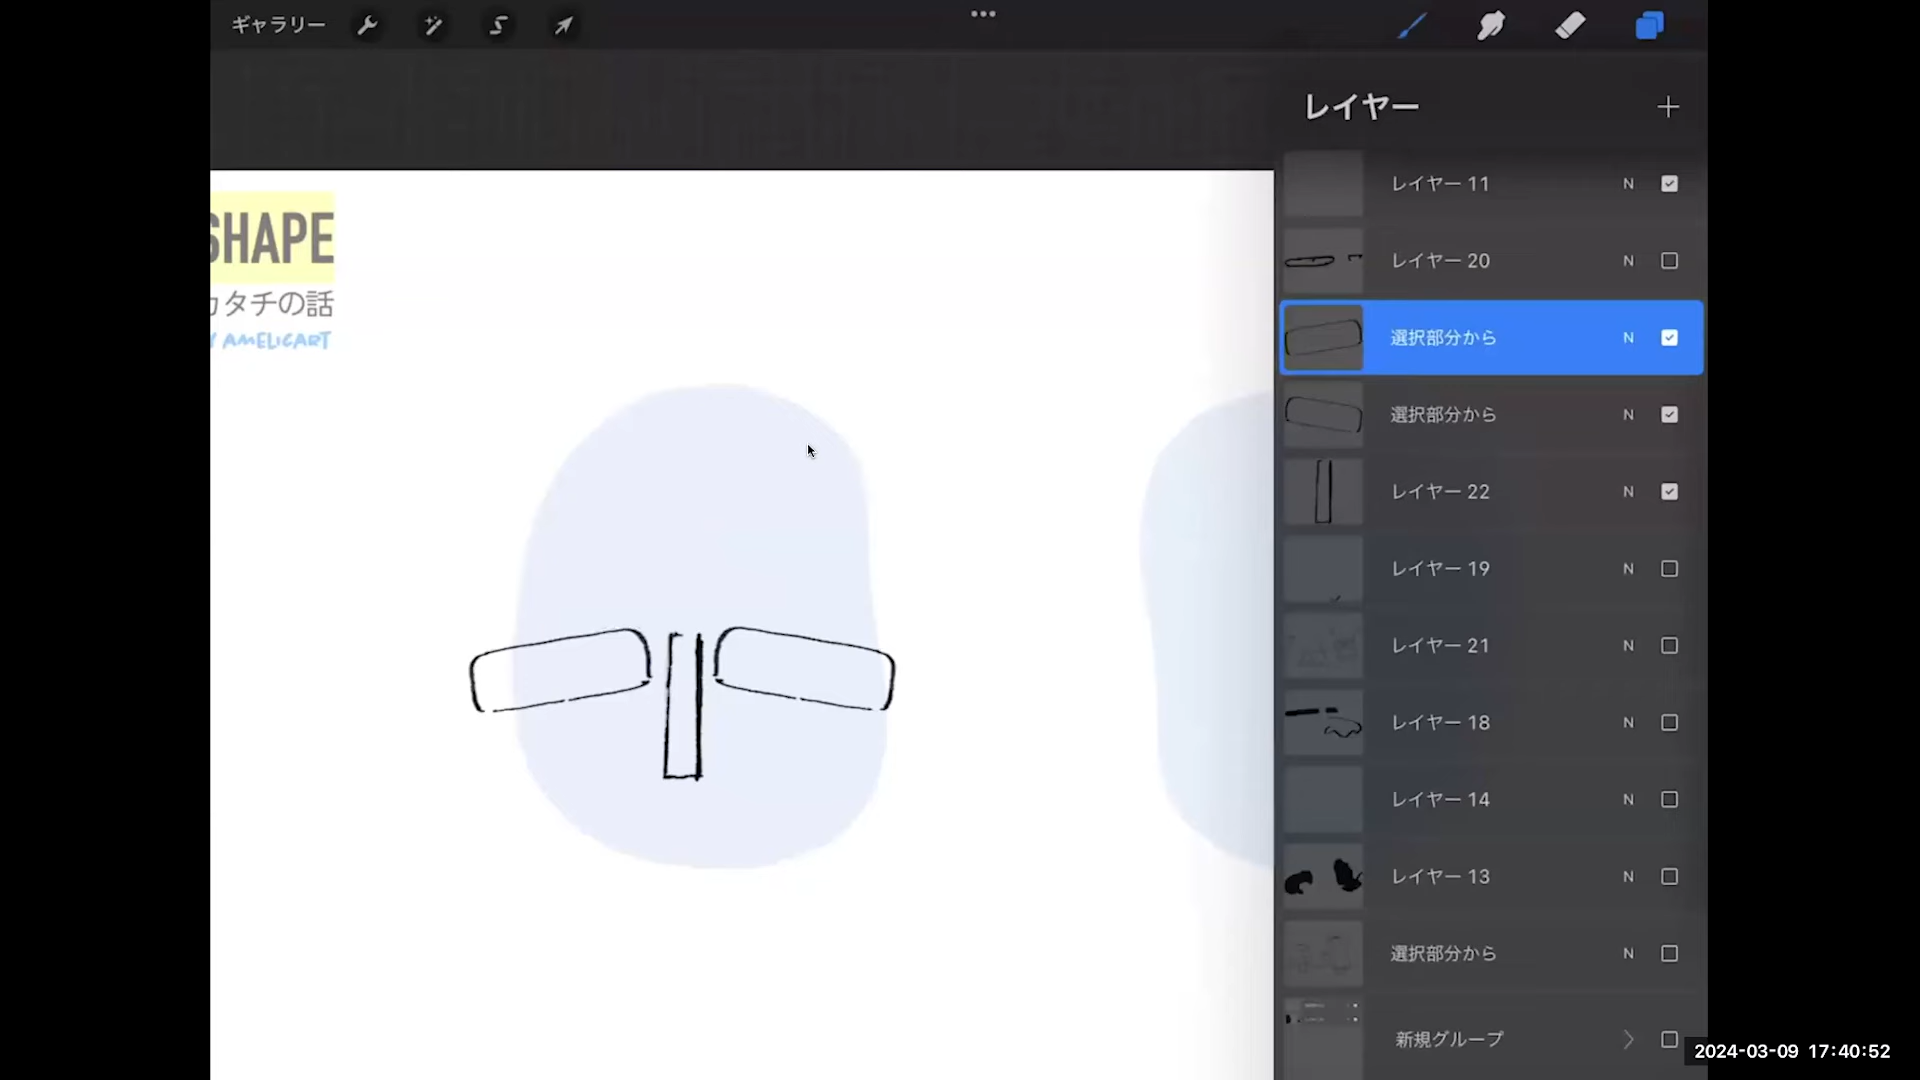 ギャラリー
レイヤー
SHAPE
カタチの話
Y AMELICART
レイヤー 11 N
レイヤー 20 N
選択部分から N
選択部分から N
レイヤー 22 N
レイヤー 19 N
レイヤー 21 N
レイヤー 18 N
レイヤー 14 N
レイヤー 13 N
選択部分から N
新規グループ
2024-03-09 17:40:52